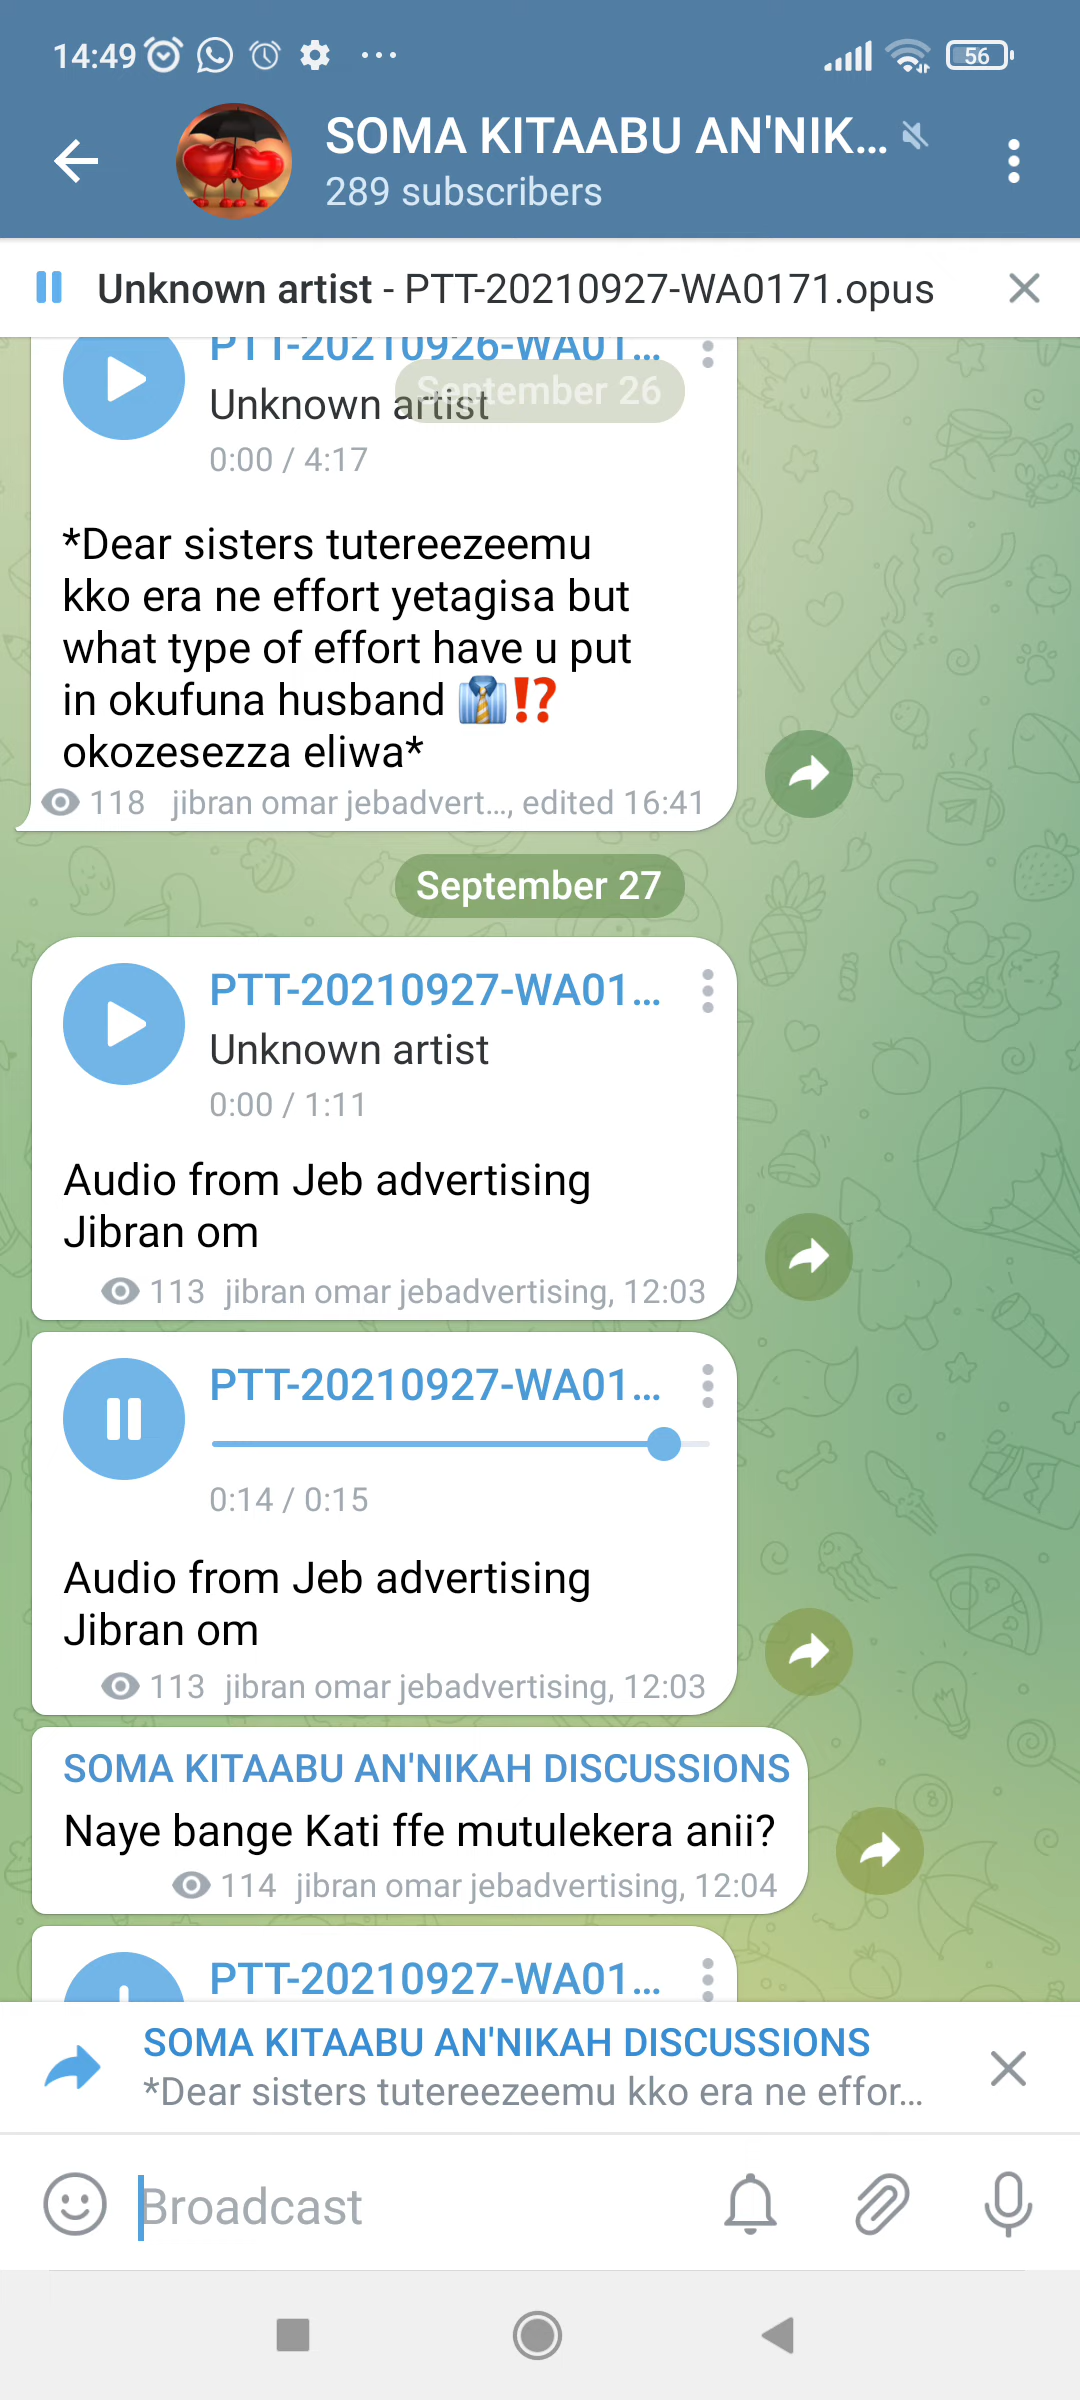 14:49
56
SOMA KITAABU AN'NIK...
289 subscribers
Unknown artist - PTT-20210927-WA0171.opus
PTT-20210926-WA01...
September 26
Unknown artist
0:00 / 4:17
*Dear sisters tutereezeemu
kko era ne effort yetagisa but
what type of effort have u put
in okufuna husband 👔⁉️
okozesezza eliwa*
118 jibran omar jebadvert..., edited 16:41
September 27
PTT-20210927-WA01...
Unknown artist
0:00 / 1:11
Audio from Jeb advertising
Jibran om
113 jibran omar jebadvertising, 12:03
PTT-20210927-WA01...
0:14 / 0:15
Audio from Jeb advertising
Jibran om
113 jibran omar jebadvertising, 12:03
SOMA KITAABU AN'NIKAH DISCUSSIONS
Naye bange Kati ffe mutulekera anii?
114 jibran omar jebadvertising, 12:04
PTT-20210927-WA01...
SOMA KITAABU AN'NIKAH DISCUSSIONS
*Dear sisters tutereezeemu kko era ne effor...
Broadcast